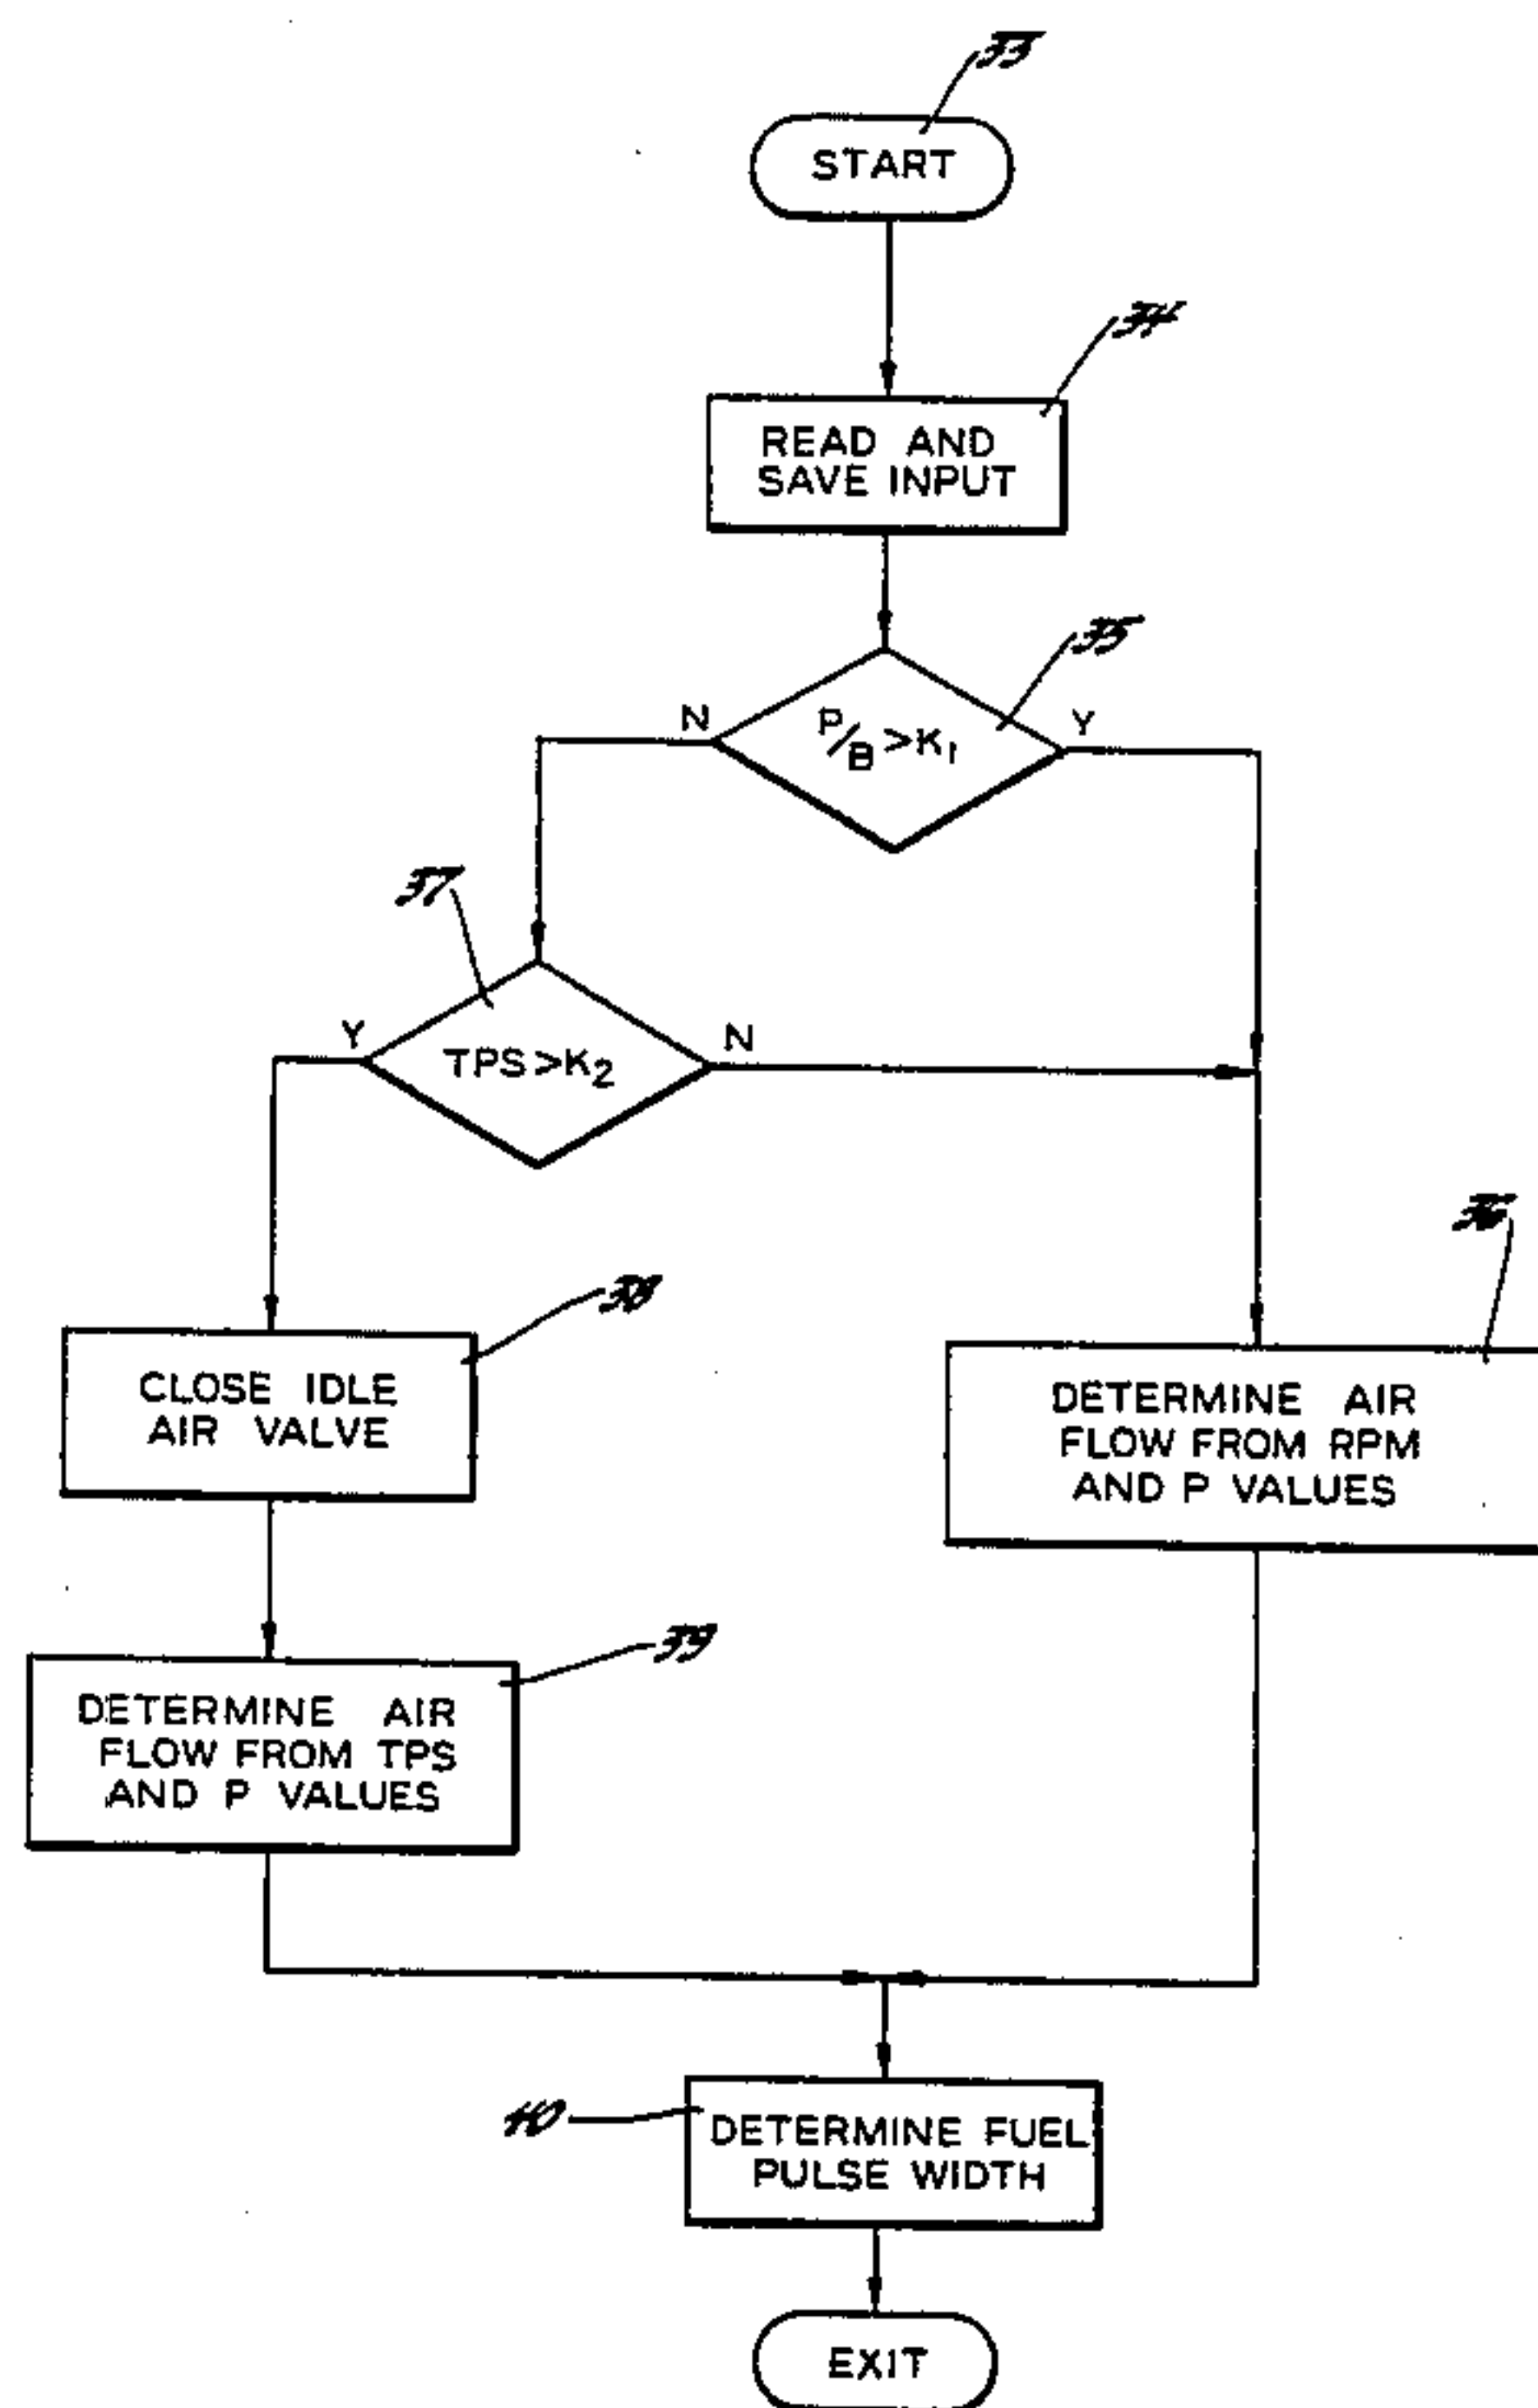 33
START
34
READ AND
SAVE INPUT
35
N
P/B>K1
Y
37
Y
TPS>K2
N
36
38
CLOSE IDLE
AIR VALVE
DETERMINE AIR
FLOW FROM RPM
AND P VALUES
39
DETERMINE AIR
FLOW FROM TPS
AND P VALUES
40
DETERMINE FUEL
PULSE WIDTH
EXIT